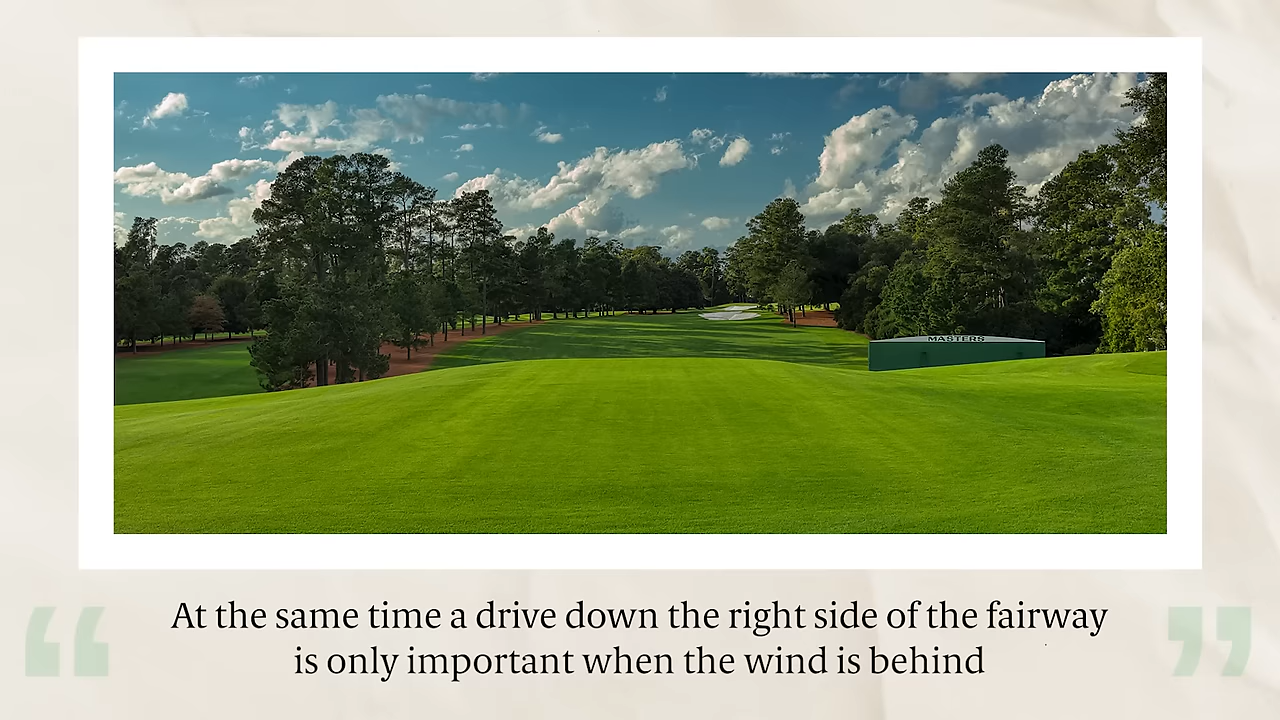 MASTERS
“At the same time a drive down the right side of the fairway
is only important when the wind is behind”